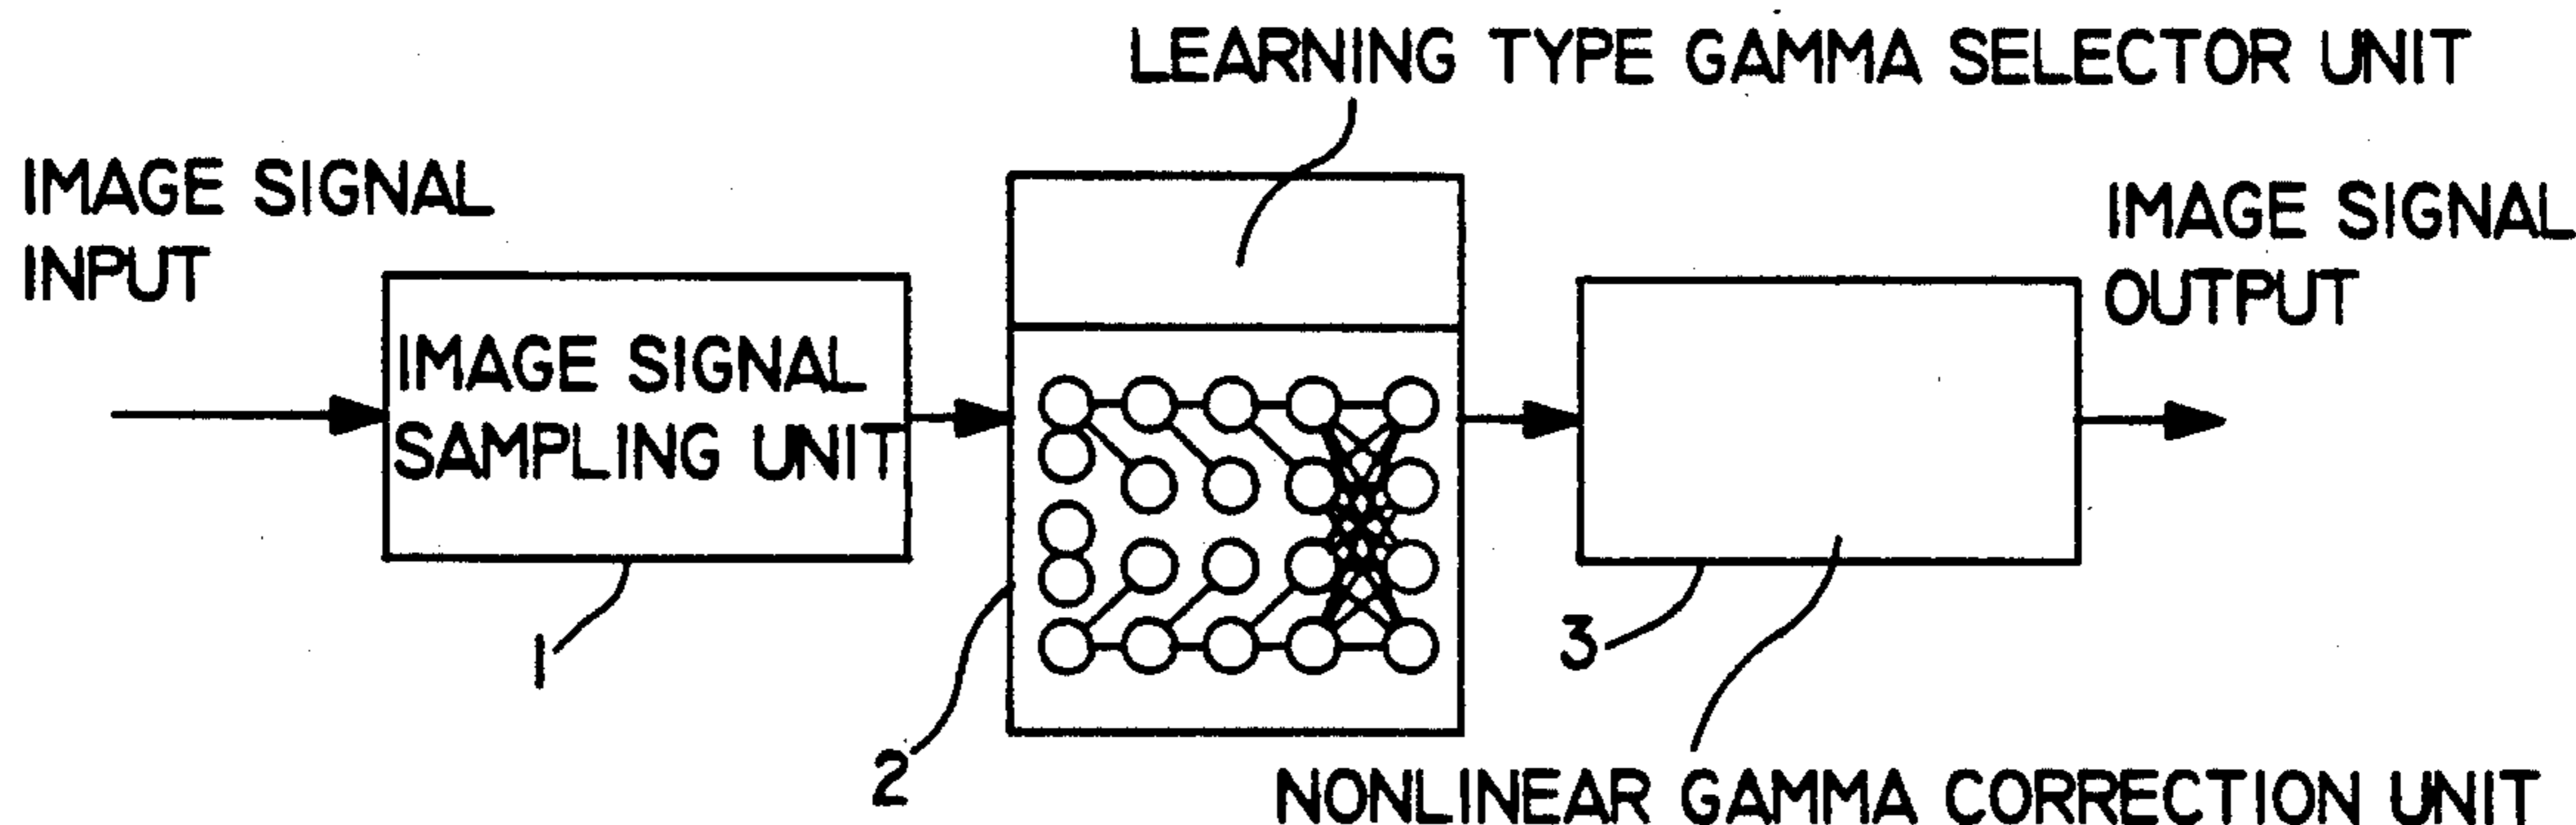 LEARNING TYPE GAMMA SELECTOR UNIT
IMAGE SIGNAL
INPUT
IMAGE SIGNAL
SAMPLING UNIT
IMAGE SIGNAL
OUTPUT
1
2
3
NONLINEAR GAMMA CORRECTION UNIT